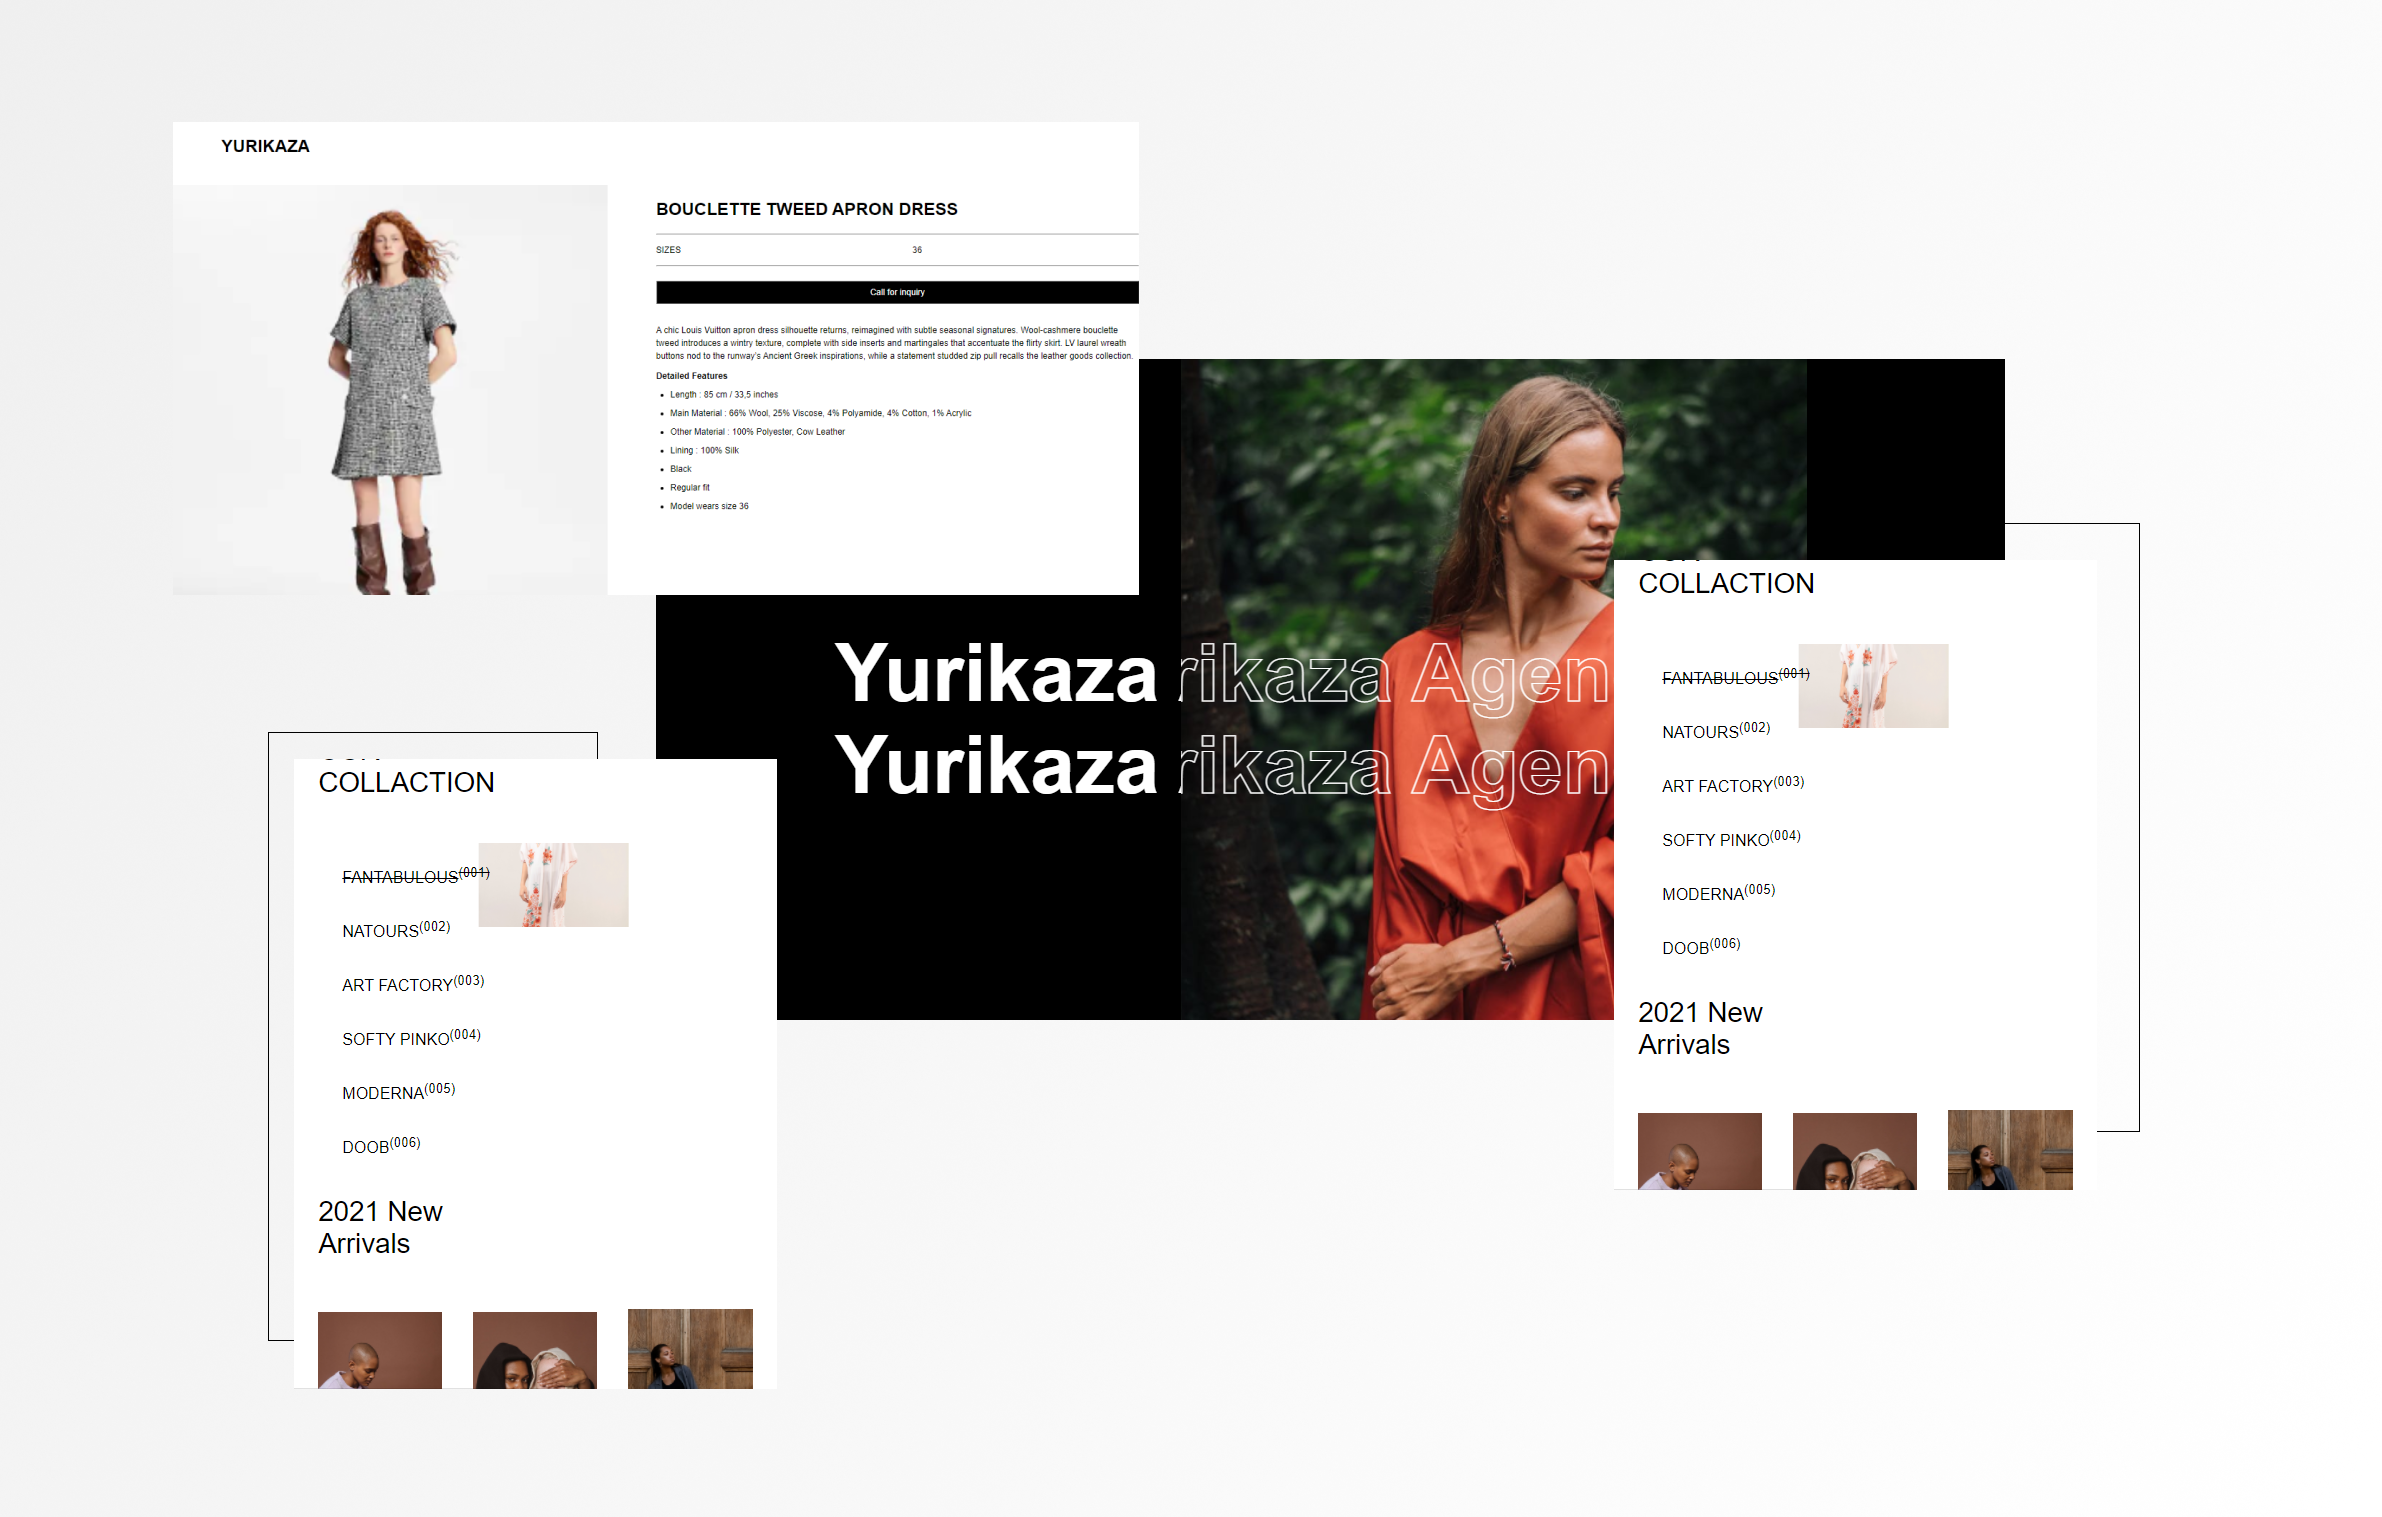 YURIKAZA
BOUCLETTE TWEED APRON DRESS
SIZES 36
Call for inquiry
A chic Louis Vuitton apron dress silhouette returns, reimagined with subtle seasonal signatures. Wool-cashmere bouclette
tweed introduces a wintry texture, complete with side inserts and martingales that accentuate the flirty skirt. LV laurel wreath
buttons nod to the runway's Ancient Greek inspirations, while a statement studded zip pull recalls the leather goods collection.
Detailed Features
Length : 85 cm / 33,5 inches
Main Material : 66% Wool, 25% Viscose, 4% Polyamide, 4% Cotton, 1% Acrylic
Other Material : 100% Polyester, Cow Leather
Lining : 100% Silk
Black
Regular fit
Model wears size 36
Yurikaza rikaza Agen
Yurikaza rikaza Agen
COLLACTION
FANTABULOUS(001)
NATOURS(002)
ART FACTORY(003)
SOFTY PINKO(004)
MODERNA(005)
DOOB(006)
2021 New
Arrivals
COLLACTION
FANTABULOUS(001)
NATOURS(002)
ART FACTORY(003)
SOFTY PINKO(004)
MODERNA(005)
DOOB(006)
2021 New
Arrivals